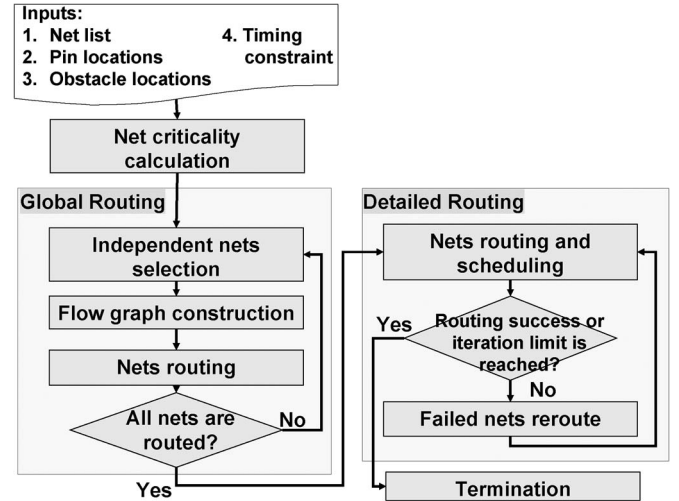 Inputs:
1. Net list
2. Pin locations
3. Obstacle locations
4. Timing
constraint
Net criticality
calculation
Global Routing
Independent nets
selection
Flow graph construction
Nets routing
All nets are
routed?
No
Yes
Detailed Routing
Nets routing and
scheduling
Yes
Routing success or
iteration limit is
reached?
No
Failed nets reroute
Termination